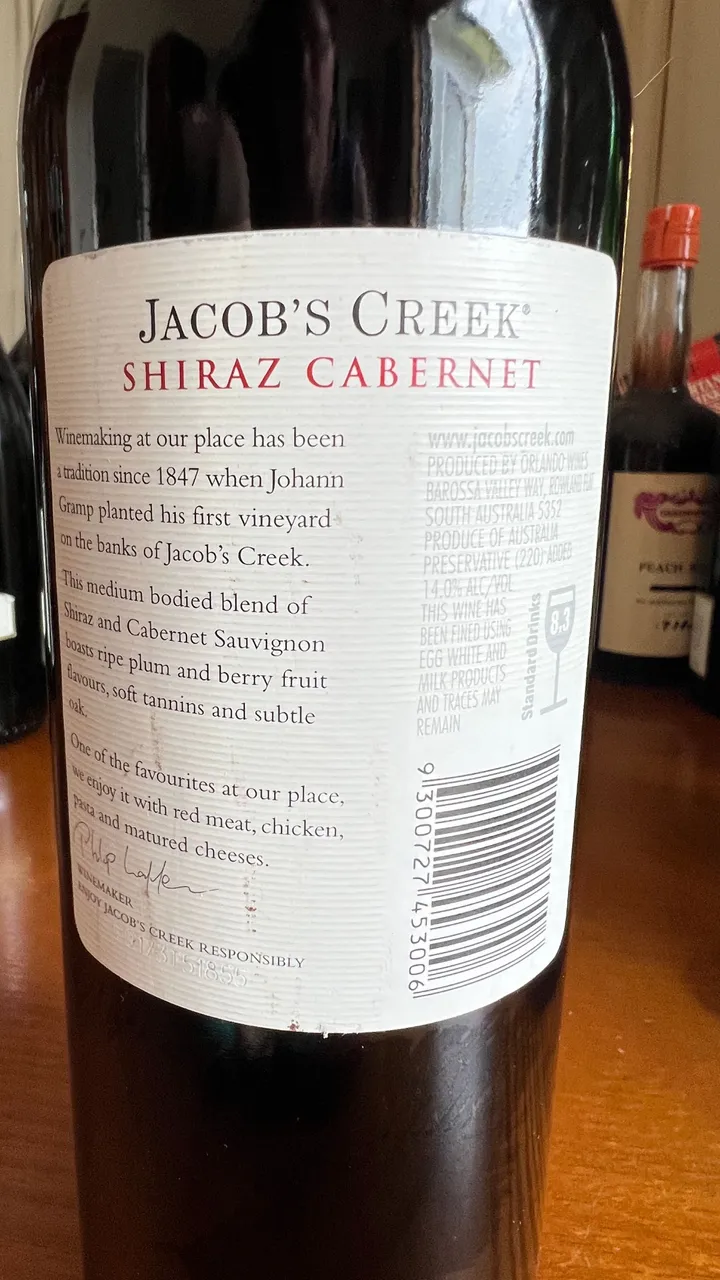 JACOB'S CREEK®
SHIRAZ CABERNET
Winemaking at our place has been
a tradition since 1847 when Johann
Gramp planted his first vineyard
on the banks of Jacob's Creek.
This medium bodied blend of
Shiraz and Cabernet Sauvignon
boasts ripe plum and berry fruit
flavours, soft tannins and subtle
oak.
One of the favourites at our place,
we enjoy it with red meat, chicken,
pasta and matured cheeses.
WINEMAKER
ENJOY JACOB'S CREEK RESPONSIBLY
www.jacobscreek.com
PRODUCED BY ORLANDO WINES
BAROSSA VALLEY WAY, ROWLAND FLAT
SOUTH AUSTRALIA 5352
PRODUCE OF AUSTRALIA
PRESERVATIVE (220) ADDED
14.0% ALC/VOL
THIS WINE HAS
BEEN FINED USING
EGG WHITE AND
MILK PRODUCTS
AND TRACES MAY
REMAIN
Standard Drinks
8.3
9 300727 453006
PEACH